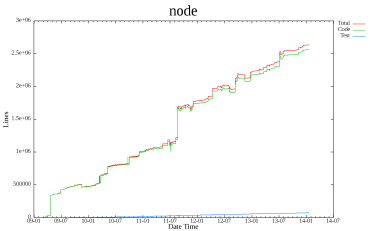 node
Total
Code
Test
3e+06
2.5e+06
2e+06
1.5e+06
1e+06
500000
0
Lines
09-01 09-07 10-01 10-07 11-01 11-07 12-01 12-07 13-01 13-07 14-01 14-07
Date Time